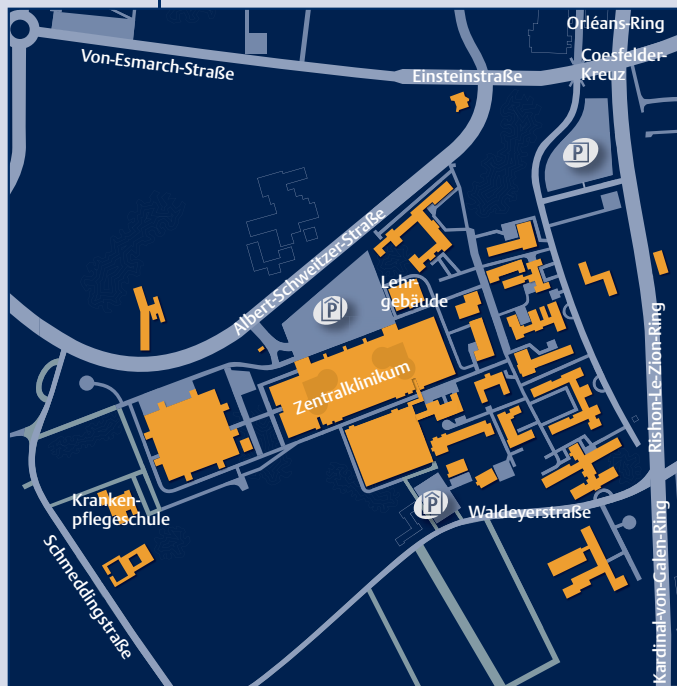 Orléans-Ring
Coesfelder-
Kreuz
Von-Esmarch-Straße
Einsteinstraße
P
Albert-Schweitzer-Straße
Lehr-
gebäude
P
Zentralklinikum
Rishon-Le-Zion-Ring
Kranken-
pflegeschule
P
Waldeyerstraße
Schmeddingstraße
Kardinal-von-Galen-Ring